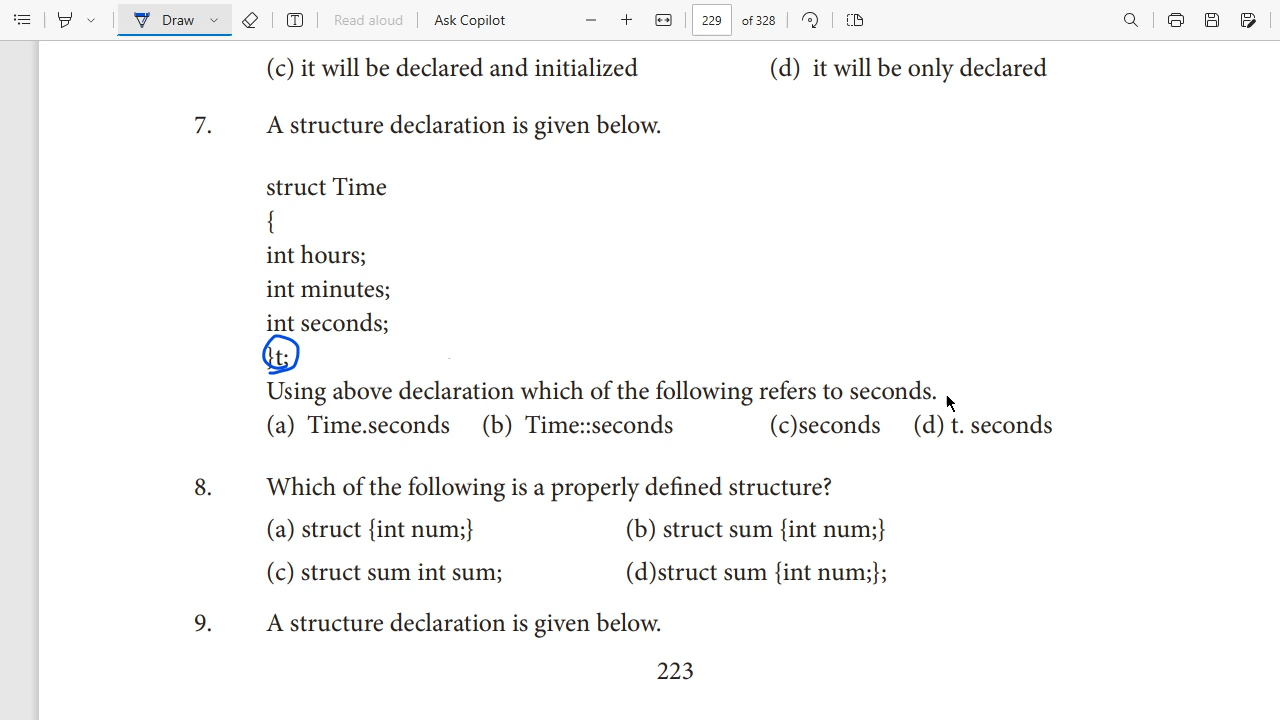 Draw
Read aloud
Ask Copilot
229
of 328
(c) it will be declared and initialized (d) it will be only declared
7. A structure declaration is given below.
struct Time
{
int hours;
int minutes;
int seconds;
}t;
Using above declaration which of the following refers to seconds.
(a) Time.seconds (b) Time::seconds (c)seconds (d) t. seconds
8. Which of the following is a properly defined structure?
(a) struct {int num;} (b) struct sum {int num;}
(c) struct sum int sum; (d)struct sum {int num;};
9. A structure declaration is given below.
223